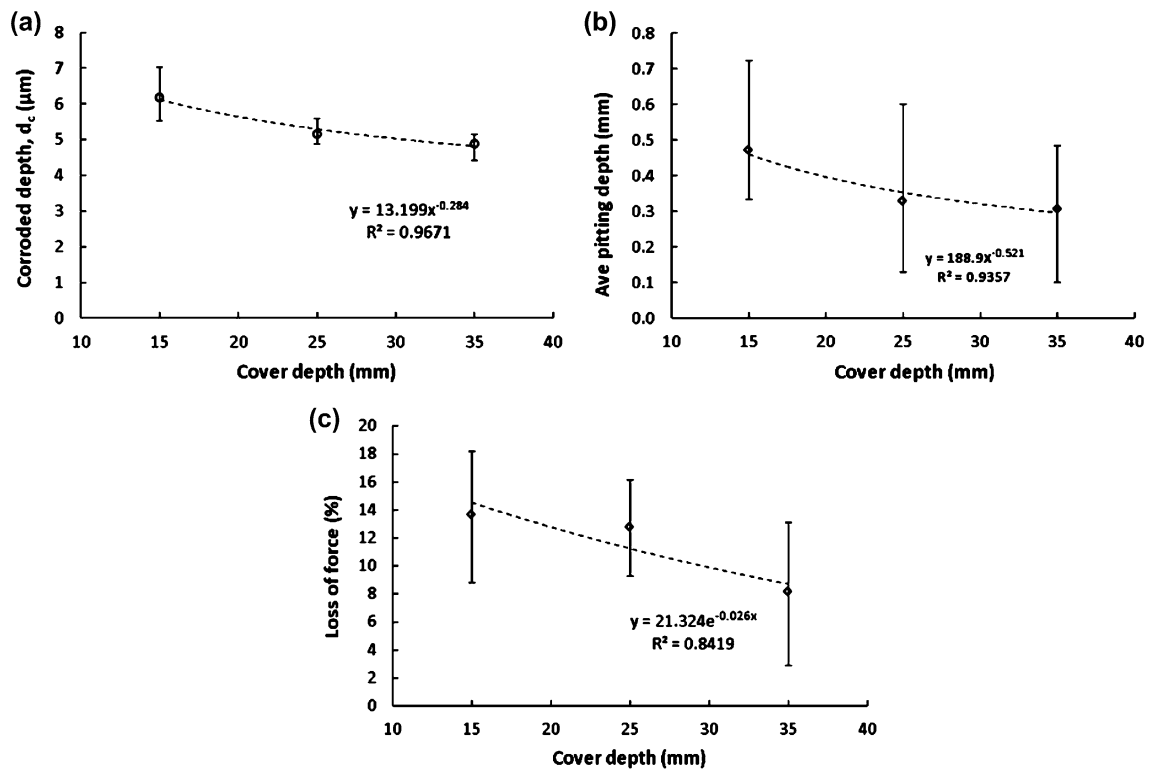 (a)
8
7
6
5
4
3
2
1
0
Corroded depth, d_c (μm)
y = 13.199x^-0.284
R² = 0.9671
10 15 20 25 30 35 40
Cover depth (mm)
(b)
0.8
0.7
0.6
0.5
0.4
0.3
0.2
0.1
0.0
Ave pitting depth (mm)
y = 188.9x^-0.521
R² = 0.9357
10 15 20 25 30 35 40
Cover depth (mm)
(c)
20
18
16
14
12
10
8
6
4
2
0
Loss of force (%)
y = 21.324e^-0.026x
R² = 0.8419
10 15 20 25 30 35 40
Cover depth (mm)